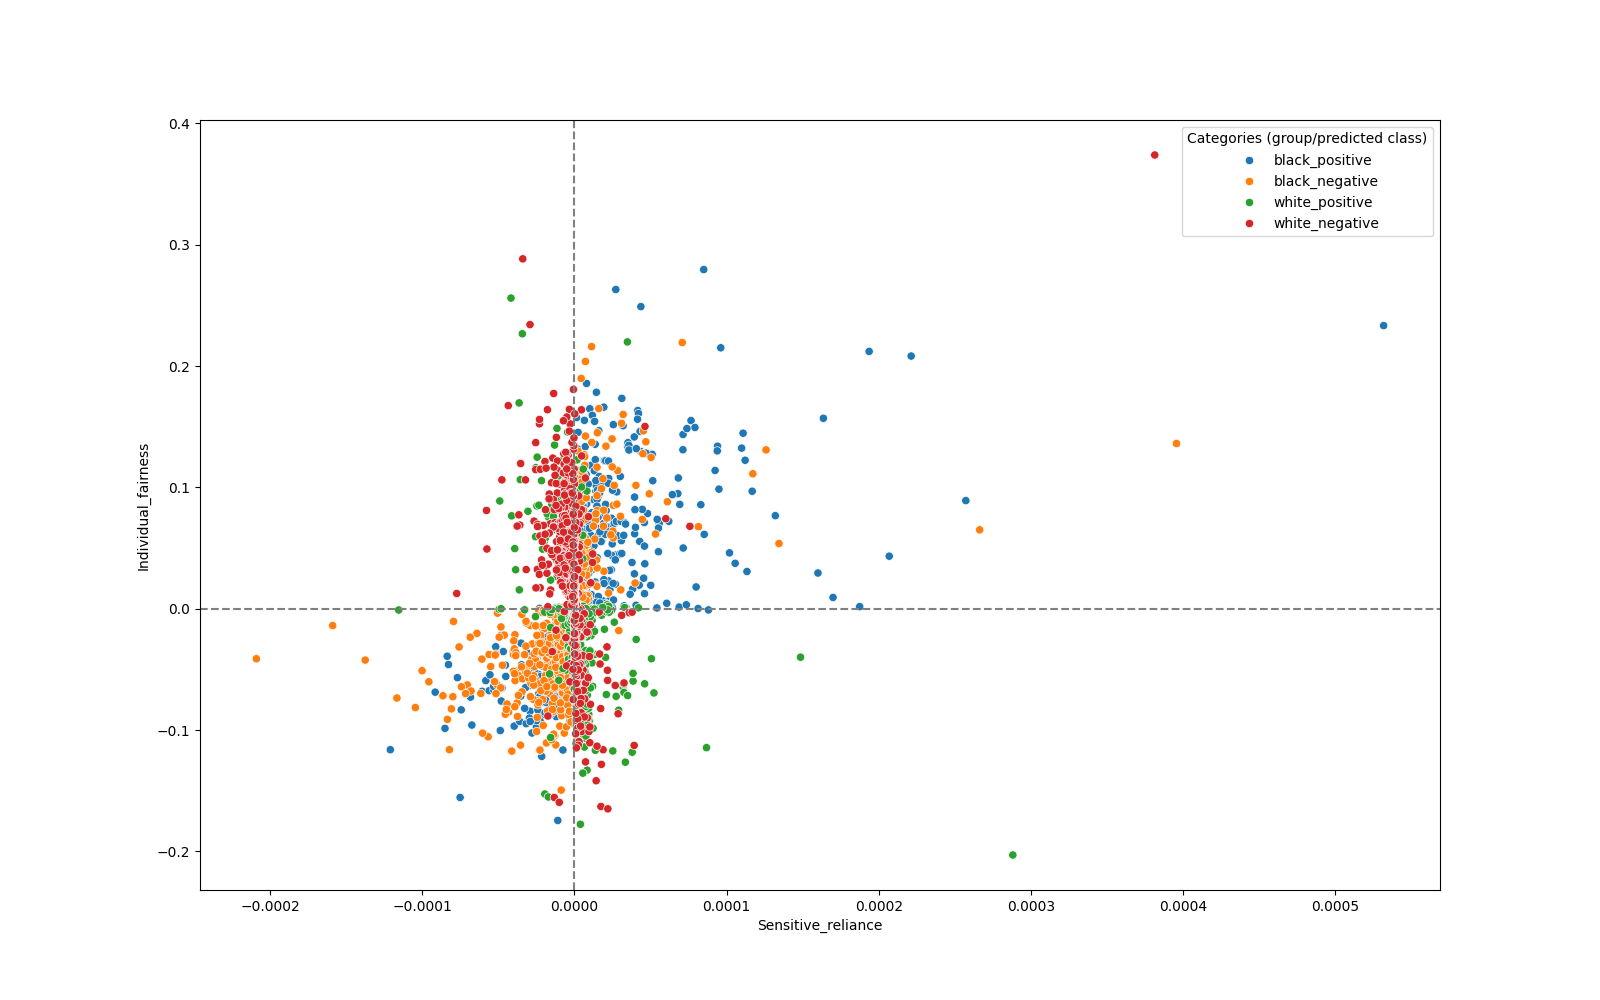 Categories (group/predicted class)
black_positive
black_negative
white_positive
white_negative
0.4
0.3
0.2
0.1
0.0
−0.1
−0.2
Individual_fairness
−0.0002
−0.0001
0.0000
0.0001
0.0002
0.0003
0.0004
0.0005
Sensitive_reliance